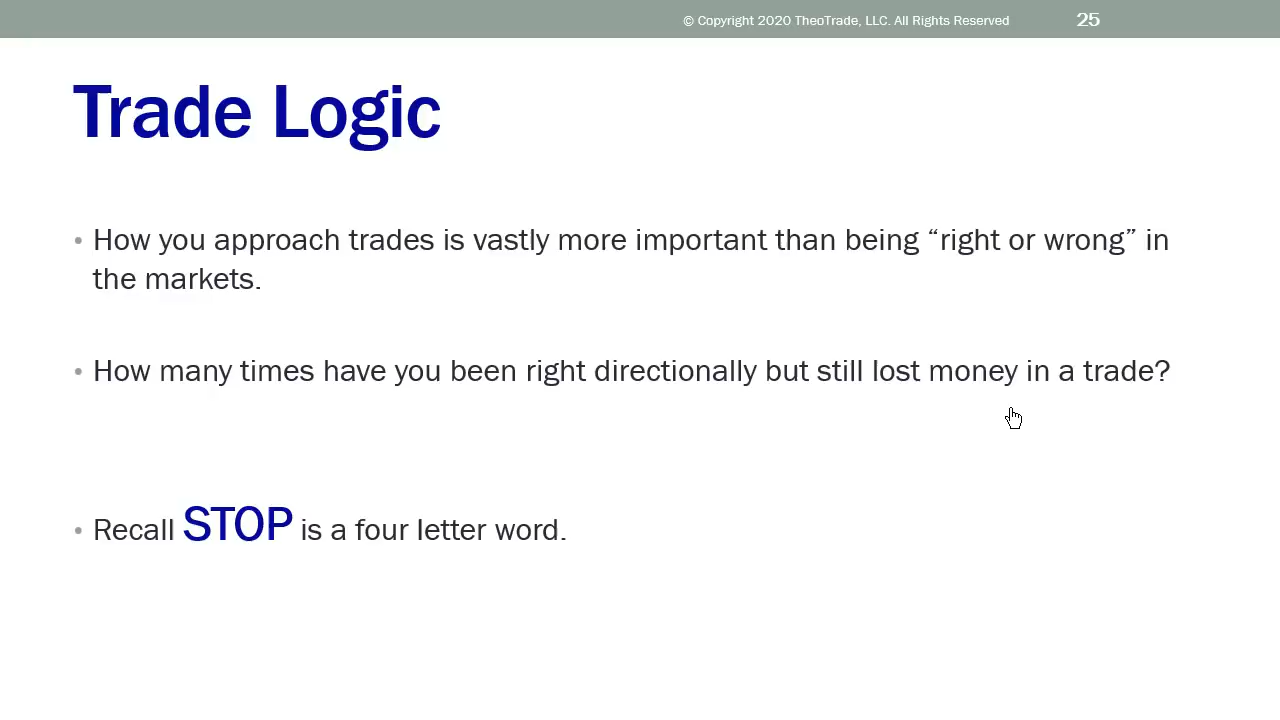 © Copyright 2020 TheoTrade, LLC. All Rights Reserved 25
Trade Logic
• How you approach trades is vastly more important than being “right or wrong” in
the markets.
• How many times have you been right directionally but still lost money in a trade?
• Recall STOP is a four letter word.